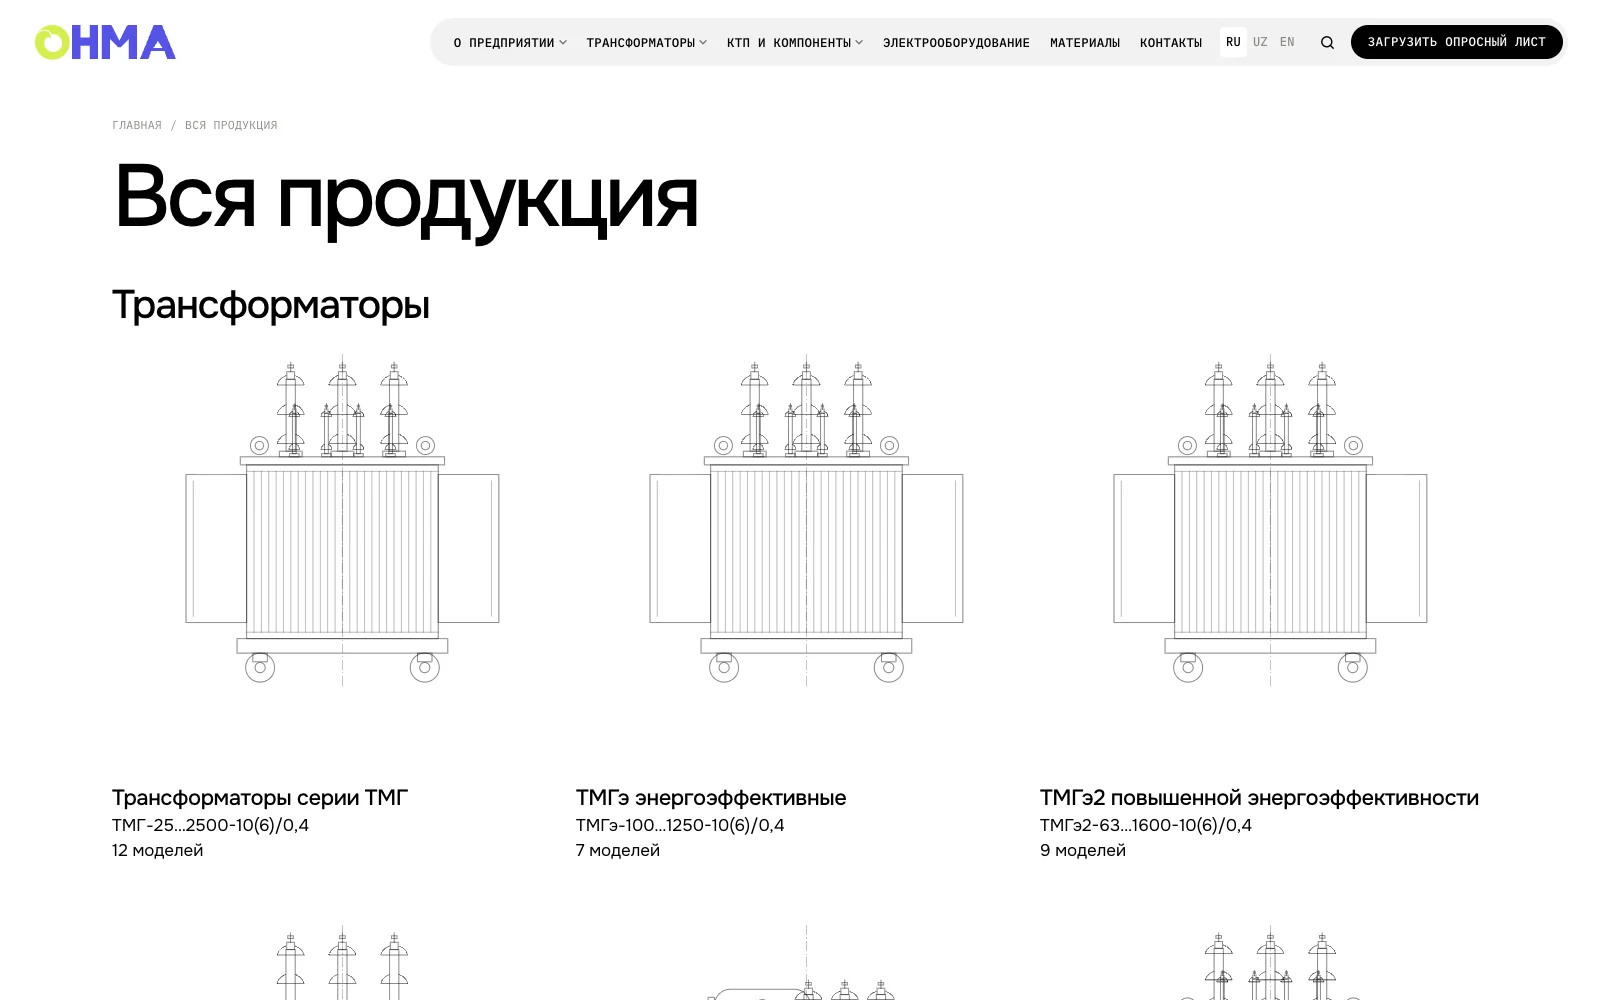 OHMA
О ПРЕДПРИЯТИИ ТРАНСФОРМАТОРЫ КТП И КОМПОНЕНТЫ ЭЛЕКТРООБОРУДОВАНИЕ МАТЕРИАЛЫ КОНТАКТЫ RU UZ EN ЗАГРУЗИТЬ ОПРОСНЫЙ ЛИСТ
ГЛАВНАЯ / ВСЯ ПРОДУКЦИЯ
Вся продукция
Трансформаторы
Трансформаторы серии ТМГ
ТМГ-25...2500-10(6)/0,4
12 моделей
ТМГэ энергоэффективные
ТМГэ-100...1250-10(6)/0,4
7 моделей
ТМГэ2 повышенной энергоэффективности
ТМГэ2-63...1600-10(6)/0,4
9 моделей